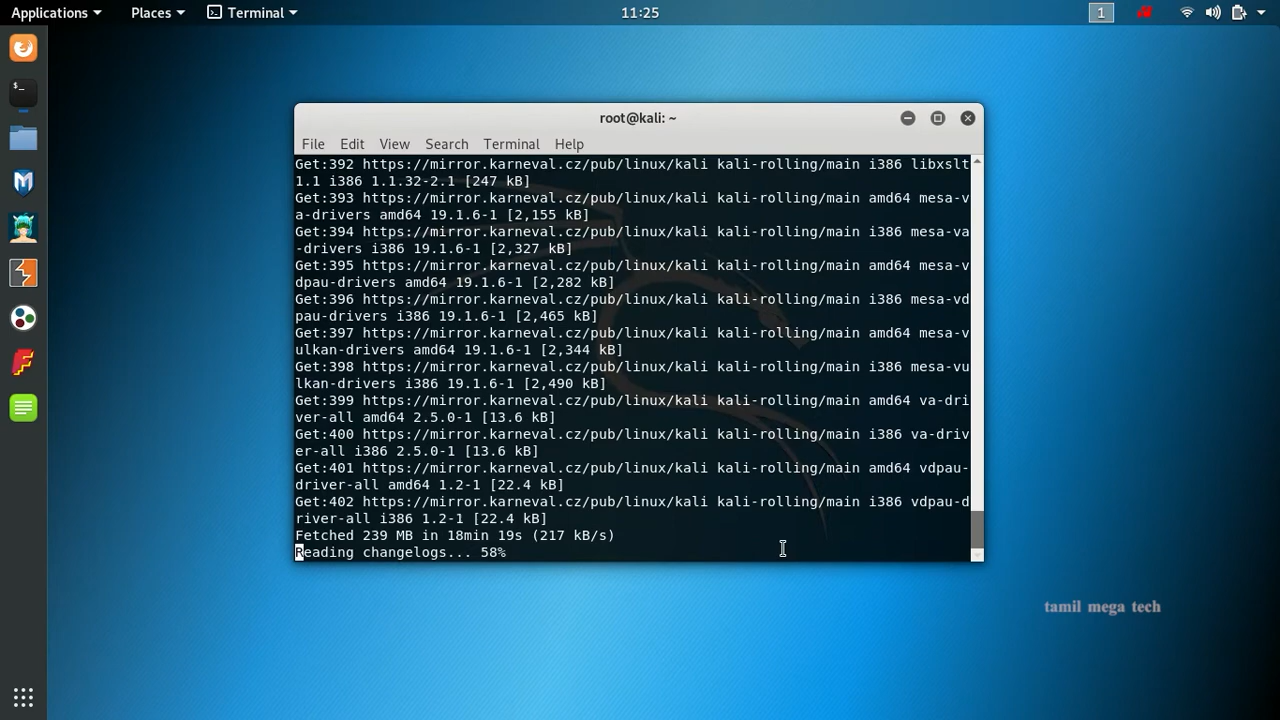 Applications Places Terminal 11:25 1
root@kali: ~
File Edit View Search Terminal Help
Get:392 https://mirror.karneval.cz/pub/linux/kali kali-rolling/main i386 libxslt
1.1 i386 1.1.32-2.1 [247 kB]
Get:393 https://mirror.karneval.cz/pub/linux/kali kali-rolling/main amd64 mesa-v
a-drivers amd64 19.1.6-1 [2,155 kB]
Get:394 https://mirror.karneval.cz/pub/linux/kali kali-rolling/main i386 mesa-va
-drivers i386 19.1.6-1 [2,327 kB]
Get:395 https://mirror.karneval.cz/pub/linux/kali kali-rolling/main amd64 mesa-v
dpau-drivers amd64 19.1.6-1 [2,282 kB]
Get:396 https://mirror.karneval.cz/pub/linux/kali kali-rolling/main i386 mesa-vd
pau-drivers i386 19.1.6-1 [2,465 kB]
Get:397 https://mirror.karneval.cz/pub/linux/kali kali-rolling/main amd64 mesa-v
ulkan-drivers amd64 19.1.6-1 [2,344 kB]
Get:398 https://mirror.karneval.cz/pub/linux/kali kali-rolling/main i386 mesa-vu
lkan-drivers i386 19.1.6-1 [2,490 kB]
Get:399 https://mirror.karneval.cz/pub/linux/kali kali-rolling/main amd64 va-dri
ver-all amd64 2.5.0-1 [13.6 kB]
Get:400 https://mirror.karneval.cz/pub/linux/kali kali-rolling/main i386 va-driv
er-all i386 2.5.0-1 [13.6 kB]
Get:401 https://mirror.karneval.cz/pub/linux/kali kali-rolling/main amd64 vdpau-
driver-all amd64 1.2-1 [22.4 kB]
Get:402 https://mirror.karneval.cz/pub/linux/kali kali-rolling/main i386 vdpau-d
river-all i386 1.2-1 [22.4 kB]
Fetched 239 MB in 18min 19s (217 kB/s)
Reading changelogs... 58%
tamil mega tech